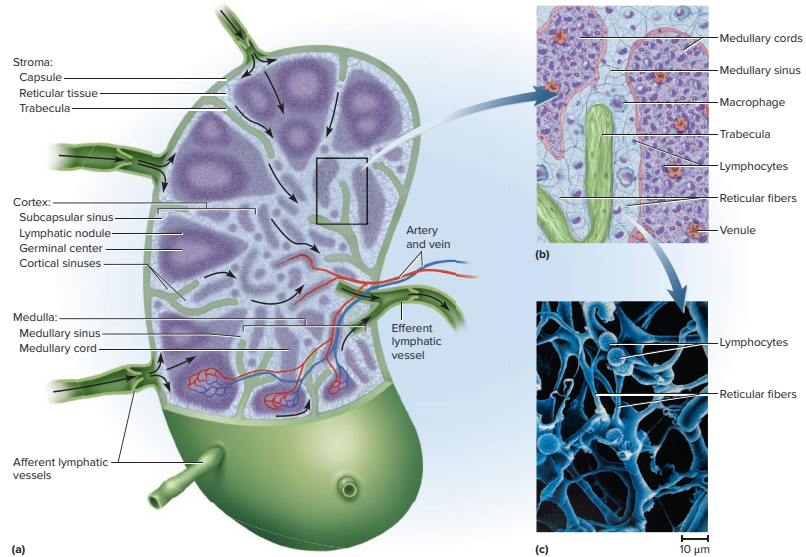 Stroma:
Capsule
Reticular tissue
Trabecula
Cortex:
Subcapsular sinus
Lymphatic nodule
Germinal center
Cortical sinuses
Medulla:
Medullary sinus
Medullary cord
Afferent lymphatic
vessels
Artery
and vein
Efferent
lymphatic
vessel
(a)
Medullary cords
Medullary sinus
Macrophage
Trabecula
Lymphocytes
Reticular fibers
Venule
(b)
Lymphocytes
Reticular fibers
(c)
10 μm